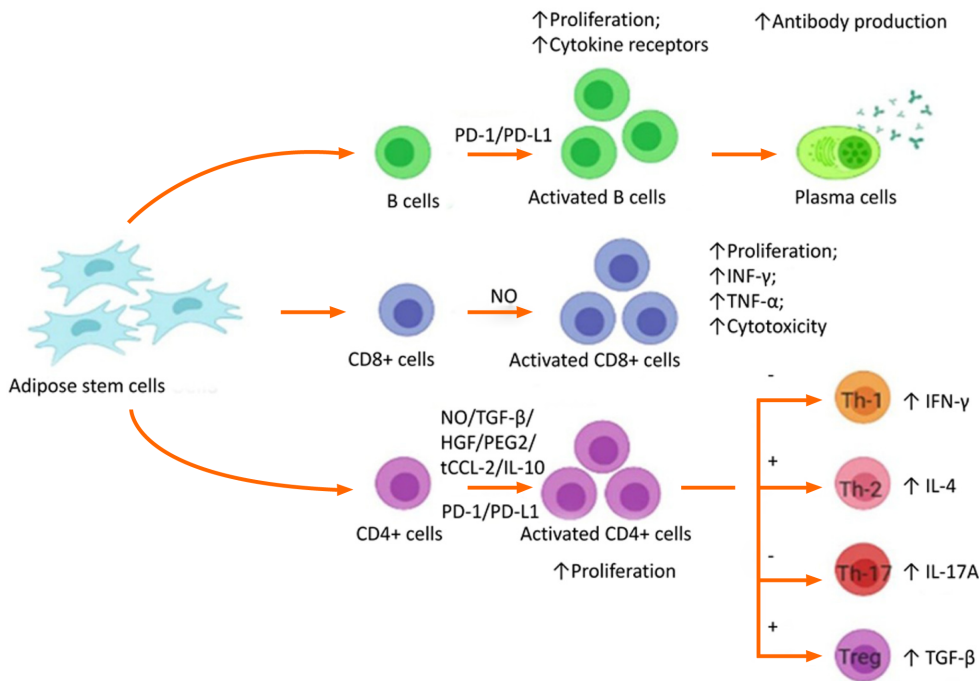 ↑Proliferation;
↑Cytokine receptors
↑Antibody production
PD-1/PD-L1
B cells
Activated B cells
Plasma cells
↑Proliferation;
↑INF-γ;
↑TNF-α;
↑Cytotoxicity
NO
CD8+ cells
Activated CD8+ cells
Adipose stem cells
NO/TGF-β/
HGF/PEG2/
tCCL-2/IL-10
PD-1/PD-L1
CD4+ cells
Activated CD4+ cells
↑Proliferation
-
Th-1
↑ IFN-γ
+
Th-2
↑ IL-4
-
Th-17
↑ IL-17A
+
Treg
↑ TGF-β